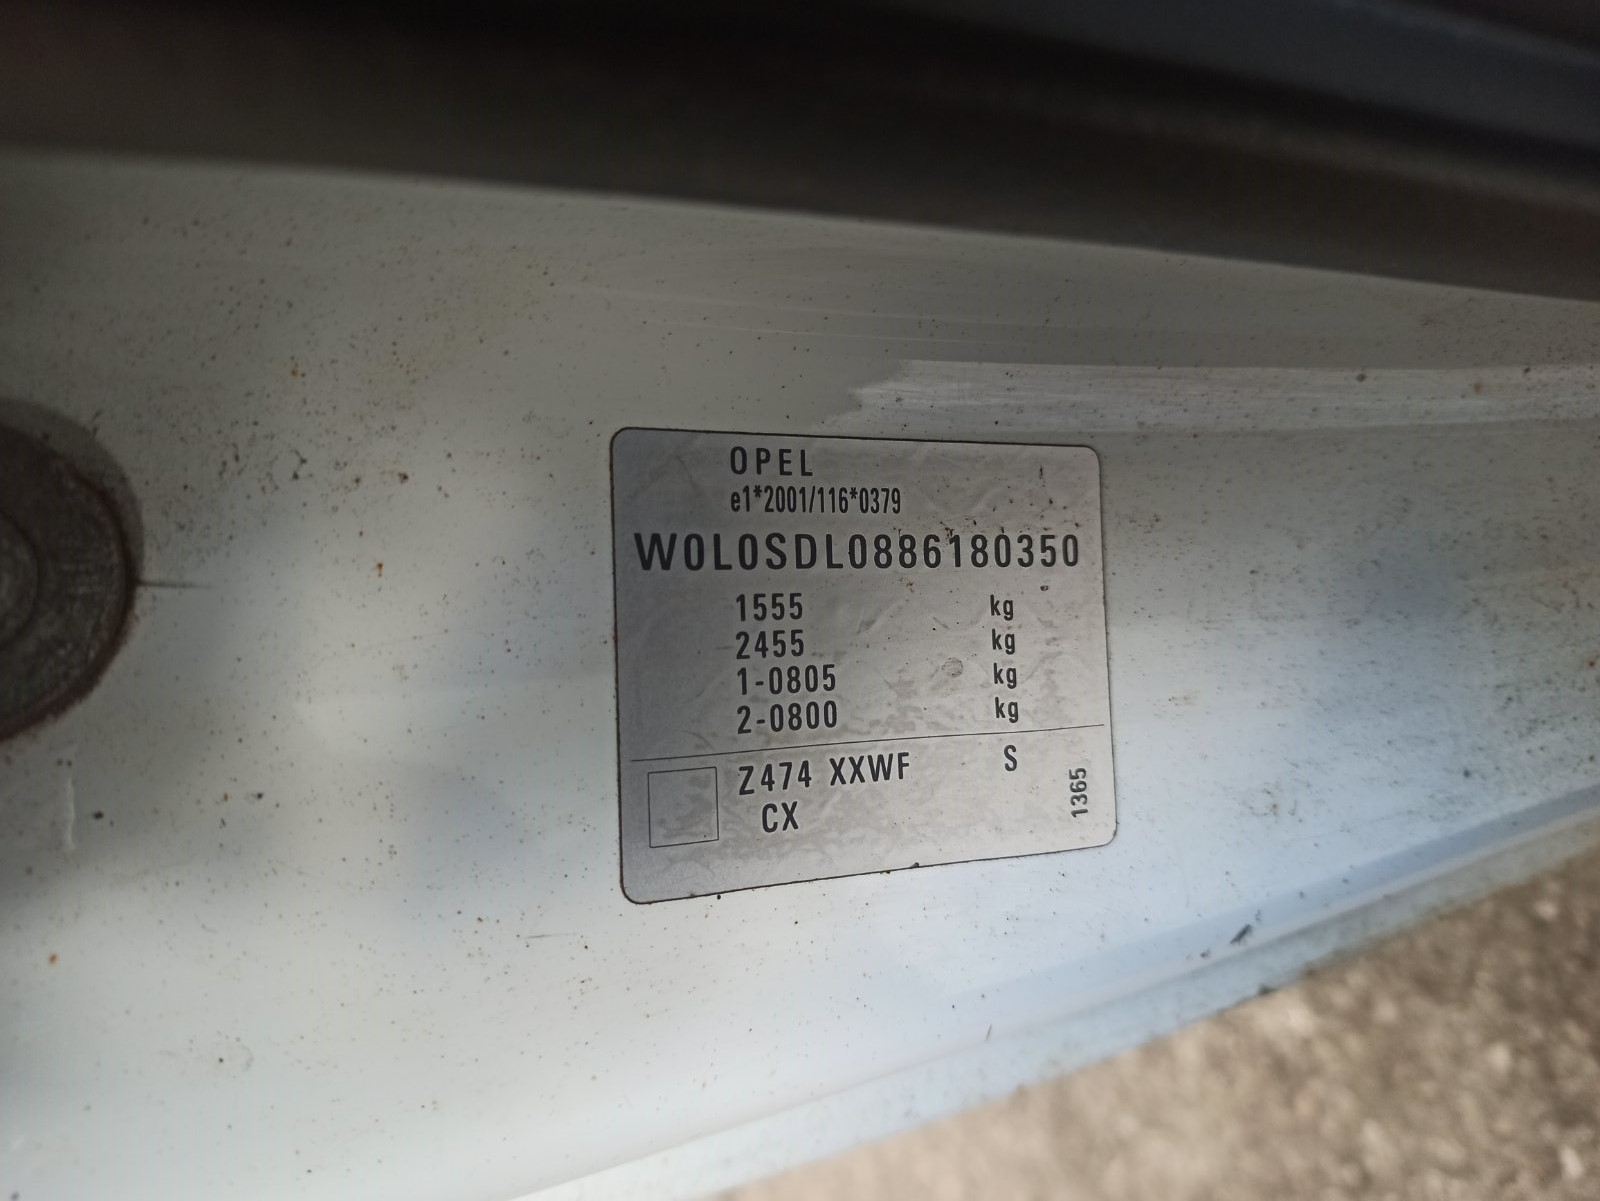 OPEL
e1*2001/116*0379
W0L0SDL0886180350
1555 kg
2455 kg
1-0805 kg
2-0800 kg
Z474 XXWF S
CX
1365